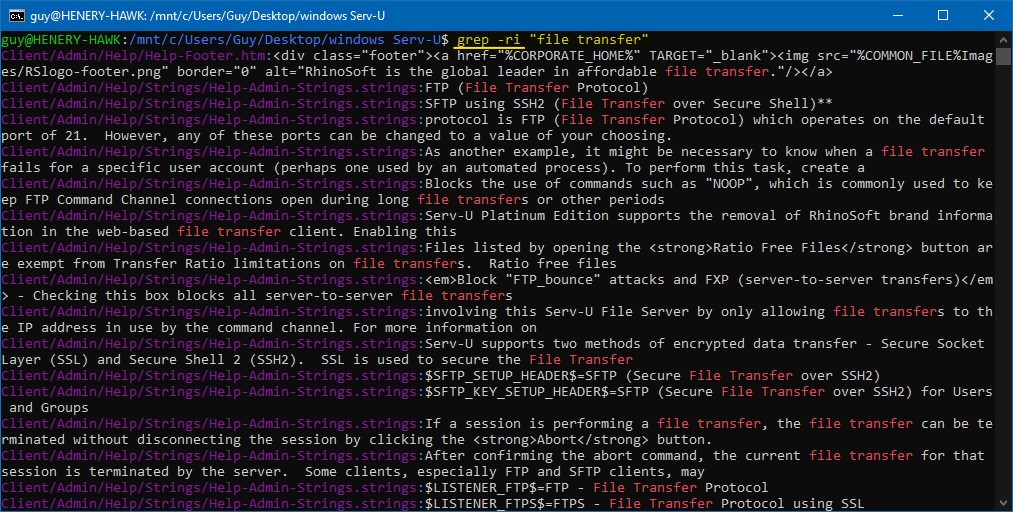 guy@HENERY-HAWK: /mnt/c/Users/Guy/Desktop/windows Serv-U
guy@HENERY-HAWK:/mnt/c/Users/Guy/Desktop/windows Serv-U$ grep -ri "file transfer"
Client/Admin/Help/Help-Footer.htm:<div class="footer"><a href="%CORPORATE_HOME%" TARGET="_blank"><img src="%COMMON_FILE%Imag
es/RSlogo-footer.png" border="0" alt="RhinoSoft is the global leader in affordable file transfer."/></a>
Client/Admin/Help/Strings/Help-Admin-Strings.strings:FTP (File Transfer Protocol)
Client/Admin/Help/Strings/Help-Admin-Strings.strings:SFTP using SSH2 (File Transfer over Secure Shell)**
Client/Admin/Help/Strings/Help-Admin-Strings.strings:protocol is FTP (File Transfer Protocol) which operates on the default
port of 21.  However, any of these ports can be changed to a value of your choosing.
Client/Admin/Help/Strings/Help-Admin-Strings.strings:As another example, it might be necessary to know when a file transfer
fails for a specific user account (perhaps one used by an automated process). To perform this task, create a
Client/Admin/Help/Strings/Help-Admin-Strings.strings:Blocks the use of commands such as "NOOP", which is commonly used to ke
ep FTP Command Channel connections open during long file transfers or other periods
Client/Admin/Help/Strings/Help-Admin-Strings.strings:Serv-U Platinum Edition supports the removal of RhinoSoft brand informa
tion in the web-based file transfer client. Enabling this
Client/Admin/Help/Strings/Help-Admin-Strings.strings:Files listed by opening the <strong>Ratio Free Files</strong> button ar
e exempt from Transfer Ratio limitations on file transfers.  Ratio free files
Client/Admin/Help/Strings/Help-Admin-Strings.strings:<em>Block "FTP_bounce" attacks and FXP (server-to-server transfers)</em
> - Checking this box blocks all server-to-server file transfers
Client/Admin/Help/Strings/Help-Admin-Strings.strings:involving this Serv-U File Server by only allowing file transfers to th
e IP address in use by the command channel. For more information on
Client/Admin/Help/Strings/Help-Admin-Strings.strings:Serv-U supports two methods of encrypted data transfer - Secure Socket
Layer (SSL) and Secure Shell 2 (SSH2).  SSL is used to secure the File Transfer
Client/Admin/Help/Strings/Help-Admin-Strings.strings:$SFTP_SETUP_HEADER$=SFTP (Secure File Transfer over SSH2)
Client/Admin/Help/Strings/Help-Admin-Strings.strings:$SFTP_KEY_SETUP_HEADER$=SFTP (Secure File Transfer over SSH2) for Users
 and Groups
Client/Admin/Help/Strings/Help-Admin-Strings.strings:If a session is performing a file transfer, the file transfer can be te
rminated without disconnecting the session by clicking the <strong>Abort</strong> button.
Client/Admin/Help/Strings/Help-Admin-Strings.strings:After confirming the abort command, the current file transfer for that
session is terminated by the server.  Some clients, especially FTP and SFTP clients, may
Client/Admin/Help/Strings/Help-Admin-Strings.strings:$LISTENER_FTP$=FTP - File Transfer Protocol
Client/Admin/Help/Strings/Help-Admin-Strings.strings:$LISTENER_FTPS$=FTPS - File Transfer Protocol using SSL